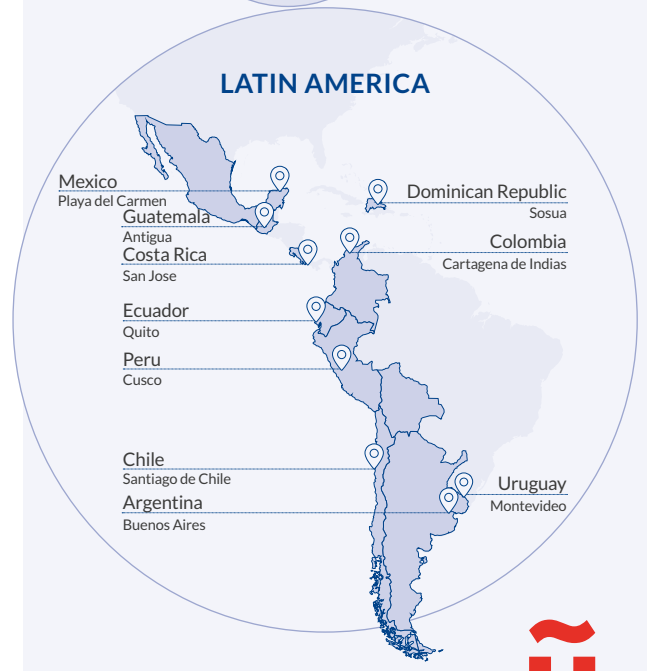 LATIN AMERICA
Mexico
Playa del Carmen
Guatemala
Antigua
Costa Rica
San Jose
Ecuador
Quito
Peru
Cusco
Chile
Santiago de Chile
Argentina
Buenos Aires
Dominican Republic
Sosua
Colombia
Cartagena de Indias
Uruguay
Montevideo
ñ